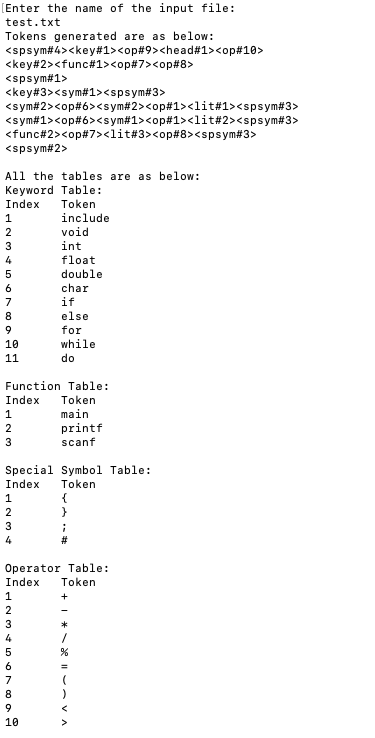 Enter the name of the input file:
test.txt
Tokens generated are as below:
<spsym#4><key#1><op#9><head#1><op#10>
<key#2><func#1><op#7><op#8>
<spsym#1>
<key#3><sym#1><spsym#3>
<sym#2><op#6><sym#2><op#1><lit#1><spsym#3>
<sym#1><op#6><sym#1><op#1><lit#2><spsym#3>
<func#2><op#7><lit#3><op#8><spsym#3>
<spsym#2>

All the tables are as below:
Keyword Table:
Index   Token
1       include
2       void
3       int
4       float
5       double
6       char
7       if
8       else
9       for
10      while
11      do

Function Table:
Index   Token
1       main
2       printf
3       scanf

Special Symbol Table:
Index   Token
1       {
2       }
3       ;
4       #

Operator Table:
Index   Token
1       +
2       -
3       *
4       /
5       %
6       =
7       (
8       )
9       <
10      >